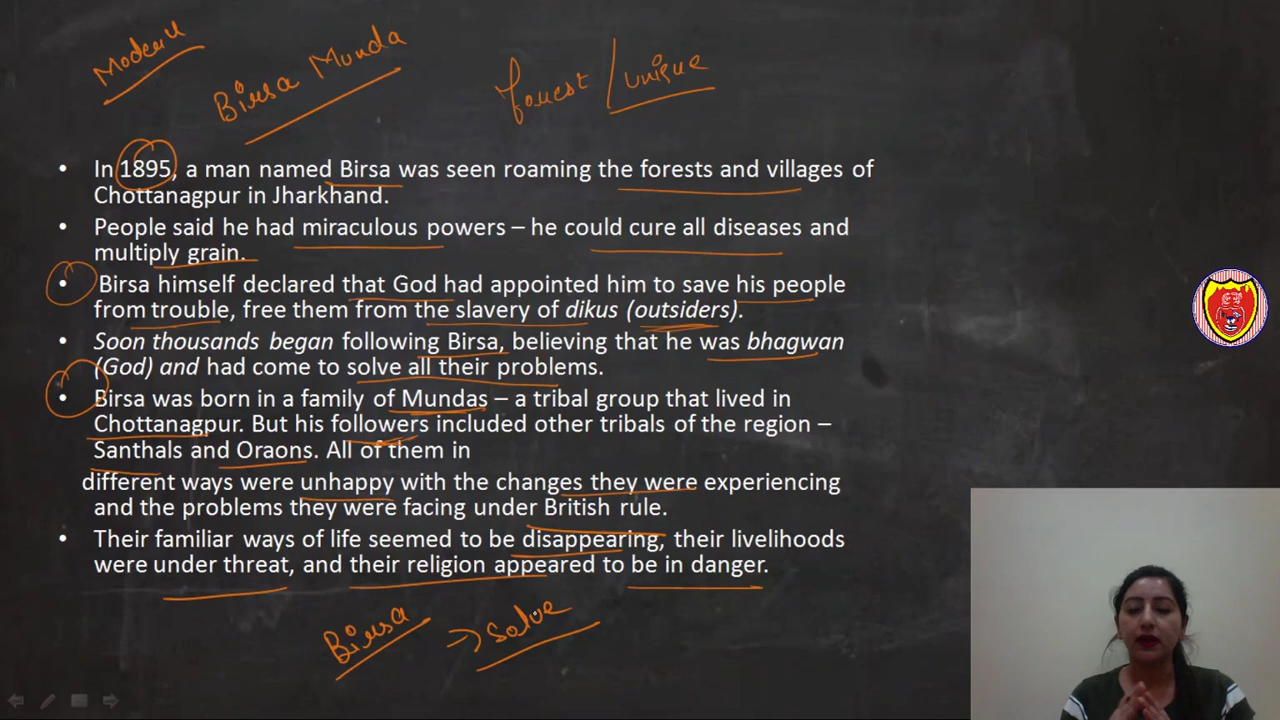 Modern
Birsa Munda
forest / unique
• In 1895, a man named Birsa was seen roaming the forests and villages of
Chottanagpur in Jharkhand.
• People said he had miraculous powers – he could cure all diseases and
multiply grain.
• Birsa himself declared that God had appointed him to save his people
from trouble, free them from the slavery of dikus (outsiders).
• Soon thousands began following Birsa, believing that he was bhagwan
(God) and had come to solve all their problems.
• Birsa was born in a family of Mundas – a tribal group that lived in
Chottanagpur. But his followers included other tribals of the region –
Santhals and Oraons. All of them in
different ways were unhappy with the changes they were experiencing
and the problems they were facing under British rule.
• Their familiar ways of life seemed to be disappearing, their livelihoods
were under threat, and their religion appeared to be in danger.
Birsa → Solve